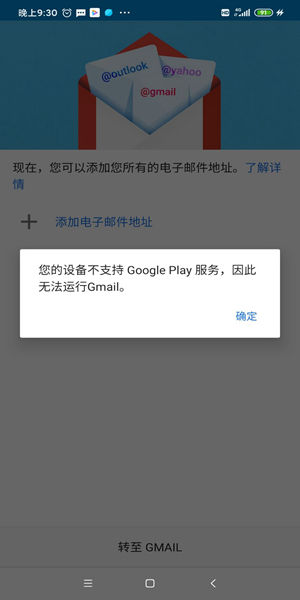 晚上9:30
HD 4G 91
@outlook
@yahoo
@gmail
现在，您可以添加您所有的电子邮件地址。了解详
情
添加电子邮件地址
您的设备不支持 Google Play 服务，因此
无法运行Gmail。
确定
转至 GMAIL